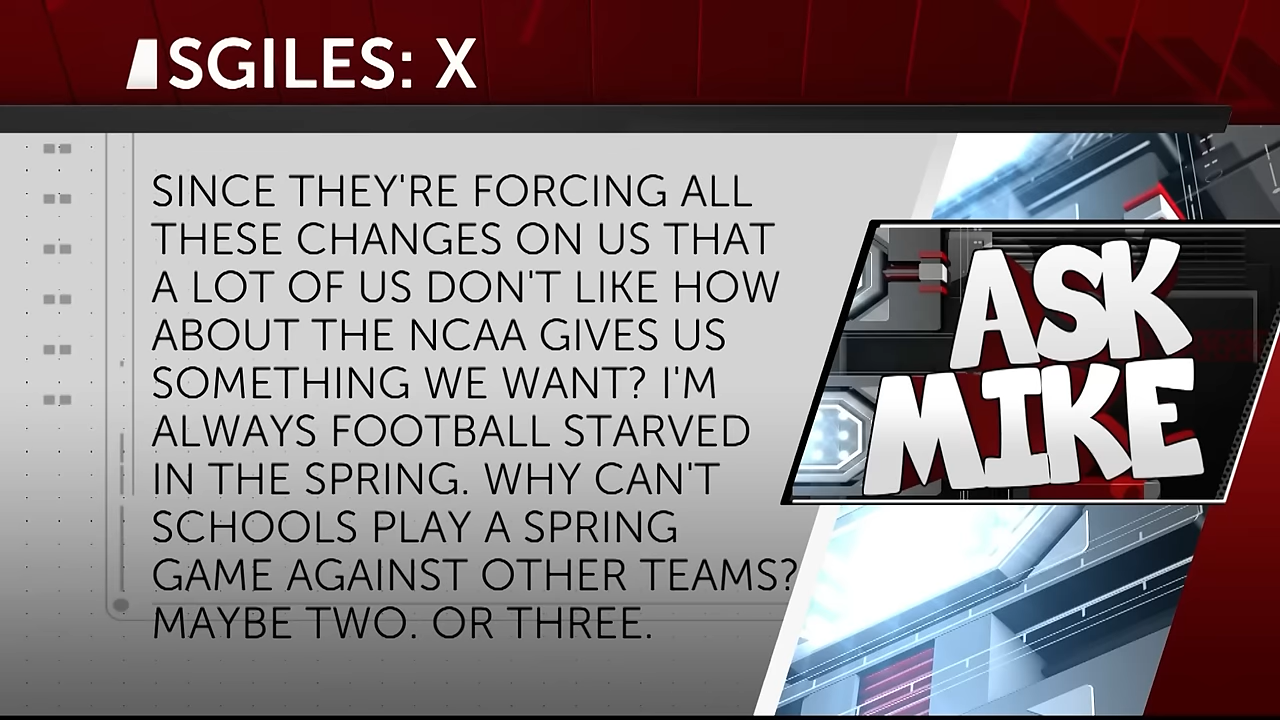 SGILES: X
SINCE THEY'RE FORCING ALL
THESE CHANGES ON US THAT
A LOT OF US DON'T LIKE HOW
ABOUT THE NCAA GIVES US
SOMETHING WE WANT? I'M
ALWAYS FOOTBALL STARVED
IN THE SPRING. WHY CAN'T
SCHOOLS PLAY A SPRING
GAME AGAINST OTHER TEAMS?
MAYBE TWO. OR THREE.
ASK
MIKE